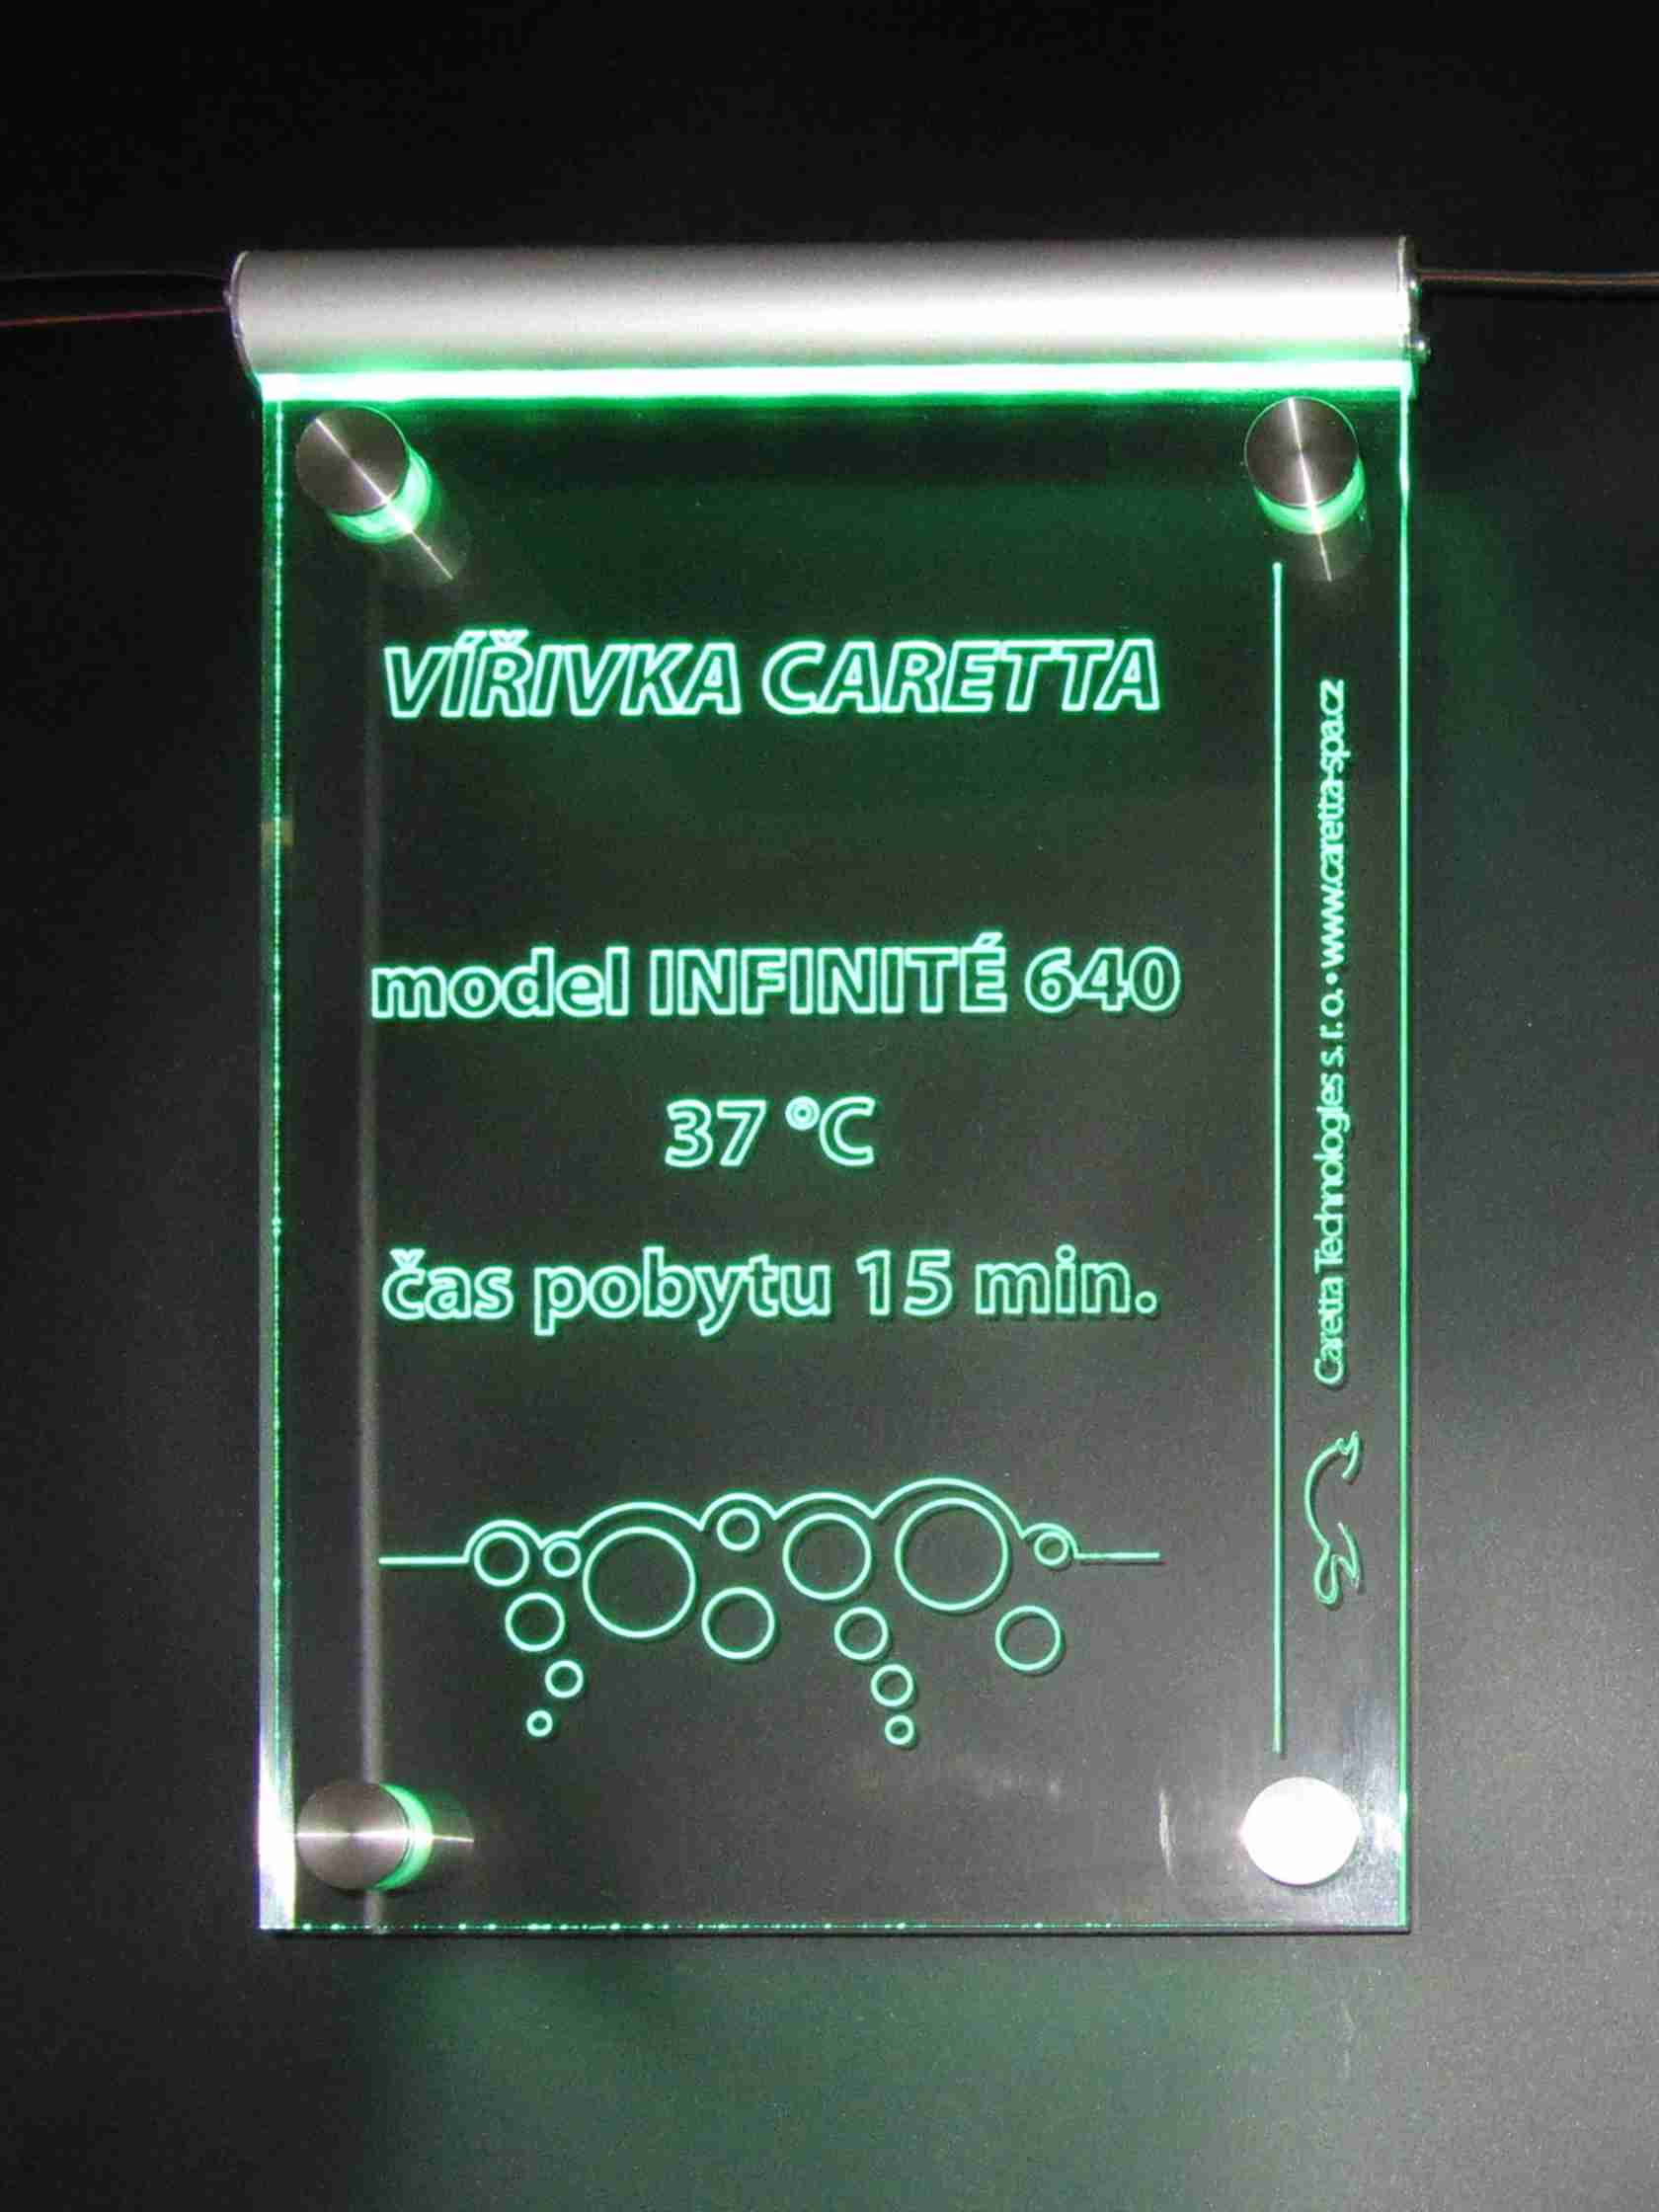 VÍŘIVKA CARETTA
model INFINITÉ 640
37 °C
čas pobytu 15 min.
Caretta Technologies s. r. o. • www.caretta-spa.cz